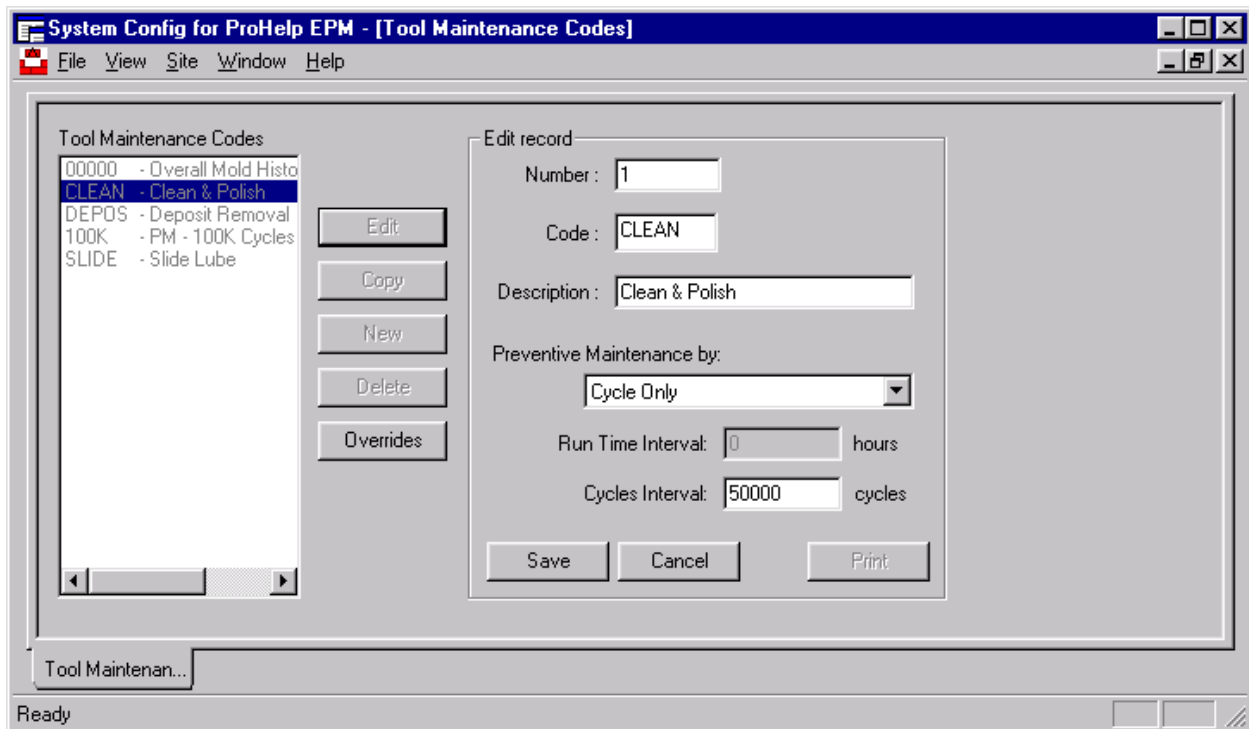 System Config for ProHelp EPM - [Tool Maintenance Codes]
File View Site Window Help
Tool Maintenance Codes
00000 - Overall Mold Histo
CLEAN - Clean & Polish
DEPOS - Deposit Removal
100K - PM - 100K Cycles
SLIDE - Slide Lube
Edit
Copy
New
Delete
Overrides
Edit record
Number : 1
Code : CLEAN
Description : Clean & Polish
Preventive Maintenance by:
Cycle Only
Run Time Interval: 0 hours
Cycles Interval: 50000 cycles
Save Cancel Print
Tool Maintenan...
Ready